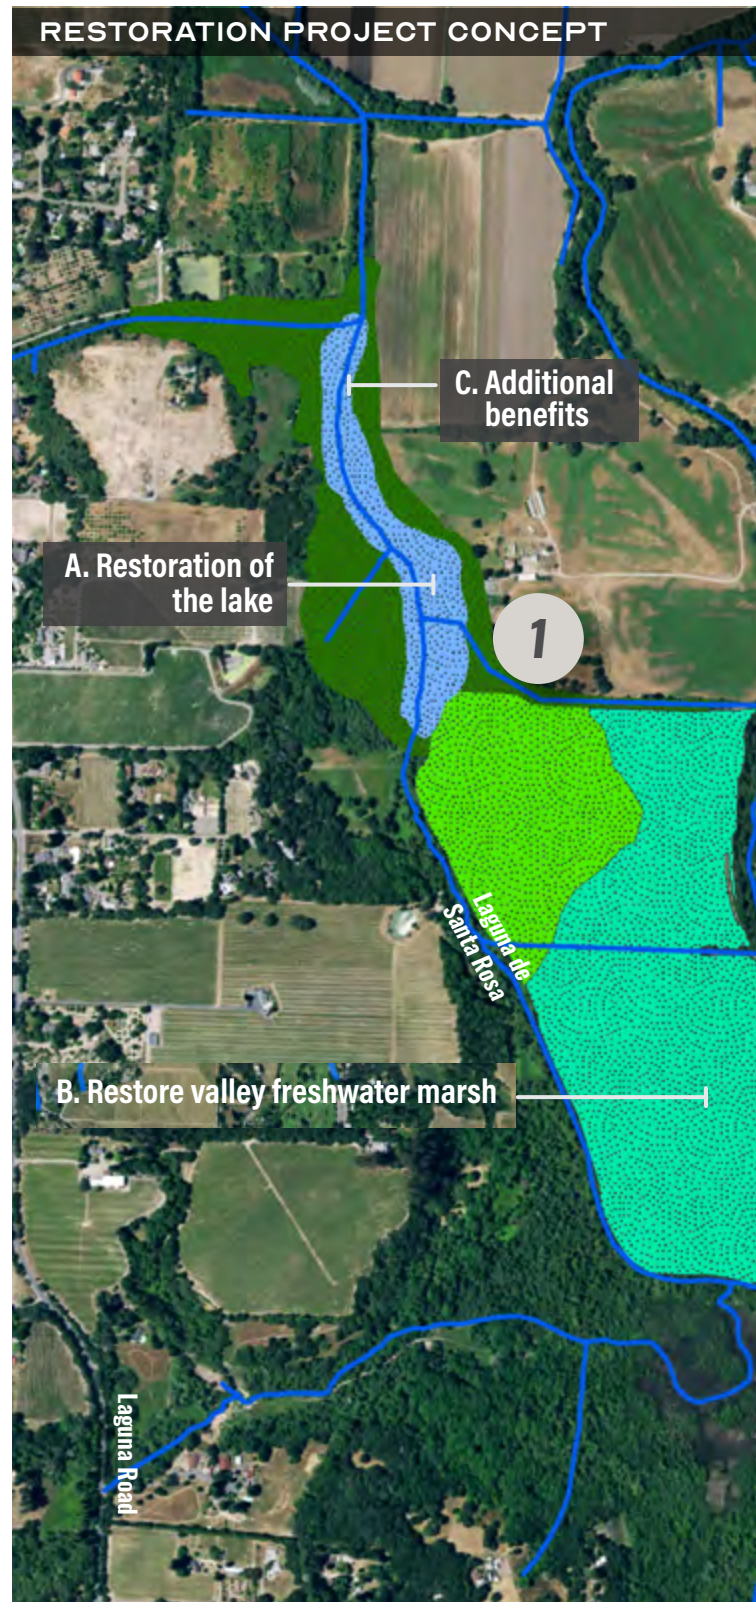 RESTORATION PROJECT CONCEPT
C. Additional
benefits
A. Restoration of
the lake
1
Laguna de
Santa Rosa
B. Restore valley freshwater marsh
Laguna Road